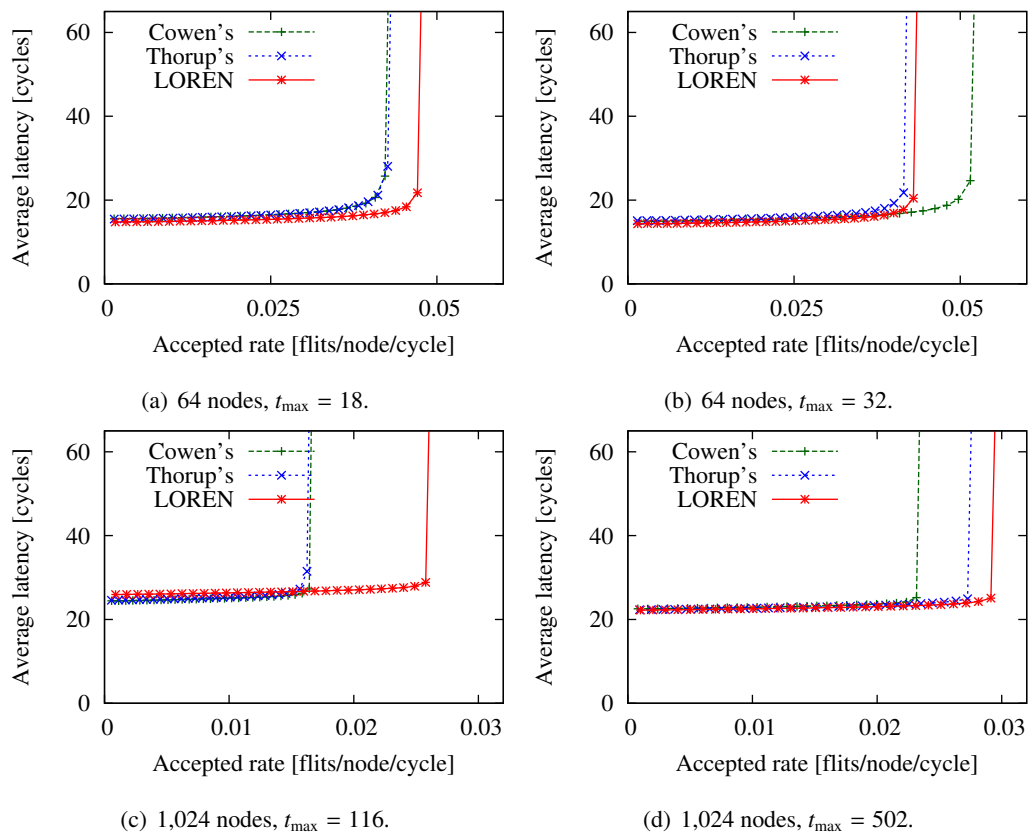 60
40
20
0
Average latency [cycles]
Cowen's
Thorup's
LOREN
0 0.025 0.05
Accepted rate [flits/node/cycle]
(a) 64 nodes, tmax = 18.
60
40
20
0
Average latency [cycles]
Cowen's
Thorup's
LOREN
0 0.025 0.05
Accepted rate [flits/node/cycle]
(b) 64 nodes, tmax = 32.
60
40
20
0
Average latency [cycles]
Cowen's
Thorup's
LOREN
0 0.01 0.02 0.03
Accepted rate [flits/node/cycle]
(c) 1,024 nodes, tmax = 116.
60
40
20
0
Average latency [cycles]
Cowen's
Thorup's
LOREN
0 0.01 0.02 0.03
Accepted rate [flits/node/cycle]
(d) 1,024 nodes, tmax = 502.